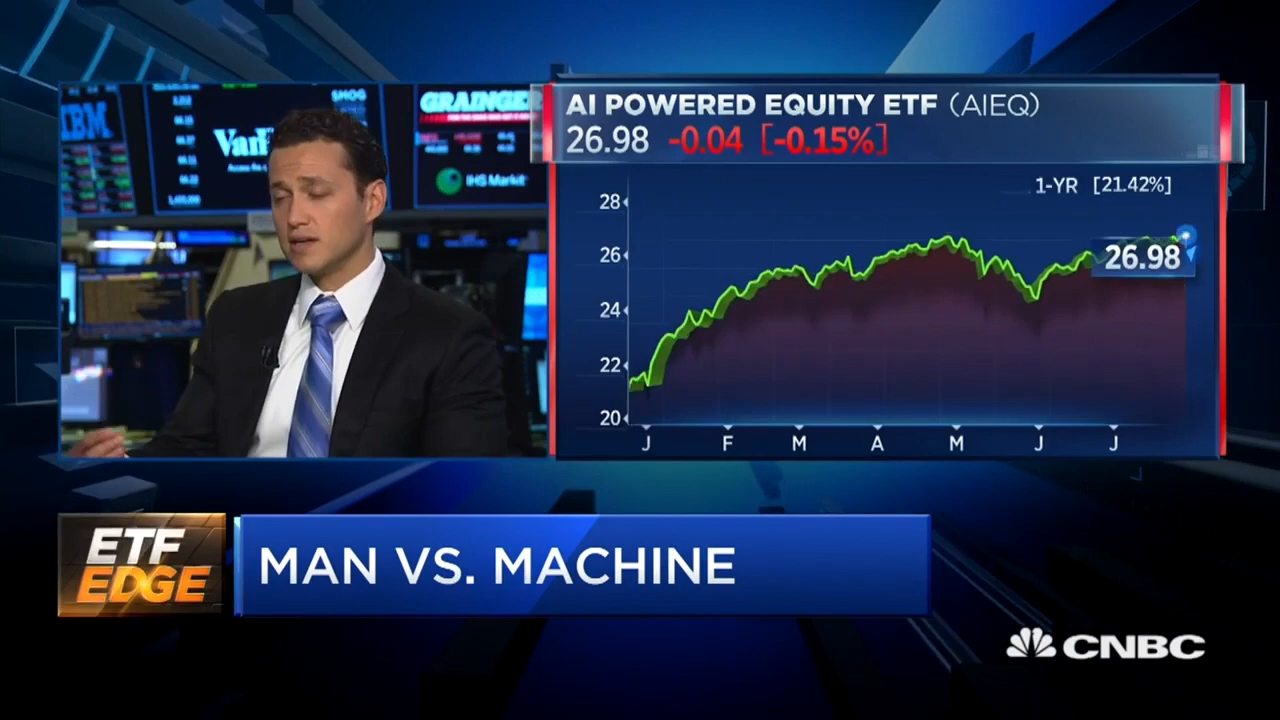 IBM
$HOG
GRAINGER
IHS Markit
AI POWERED EQUITY ETF (AIEQ)
26.98 -0.04 [-0.15%]
1-YR [21.42%]
28
26
24
22
20
26.98
J F M A M J J
ETF
EDGE
MAN VS. MACHINE
CNBC